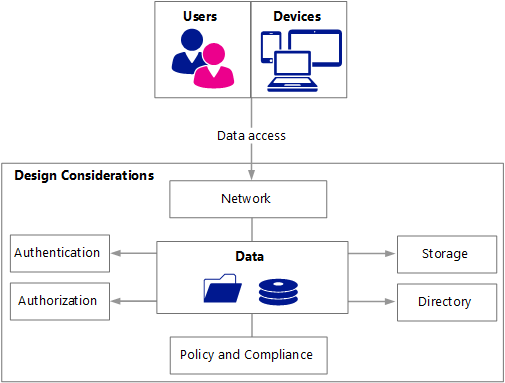 Users
Devices
Data access
Design Considerations
Network
Authentication
Data
Storage
Authorization
Directory
Policy and Compliance